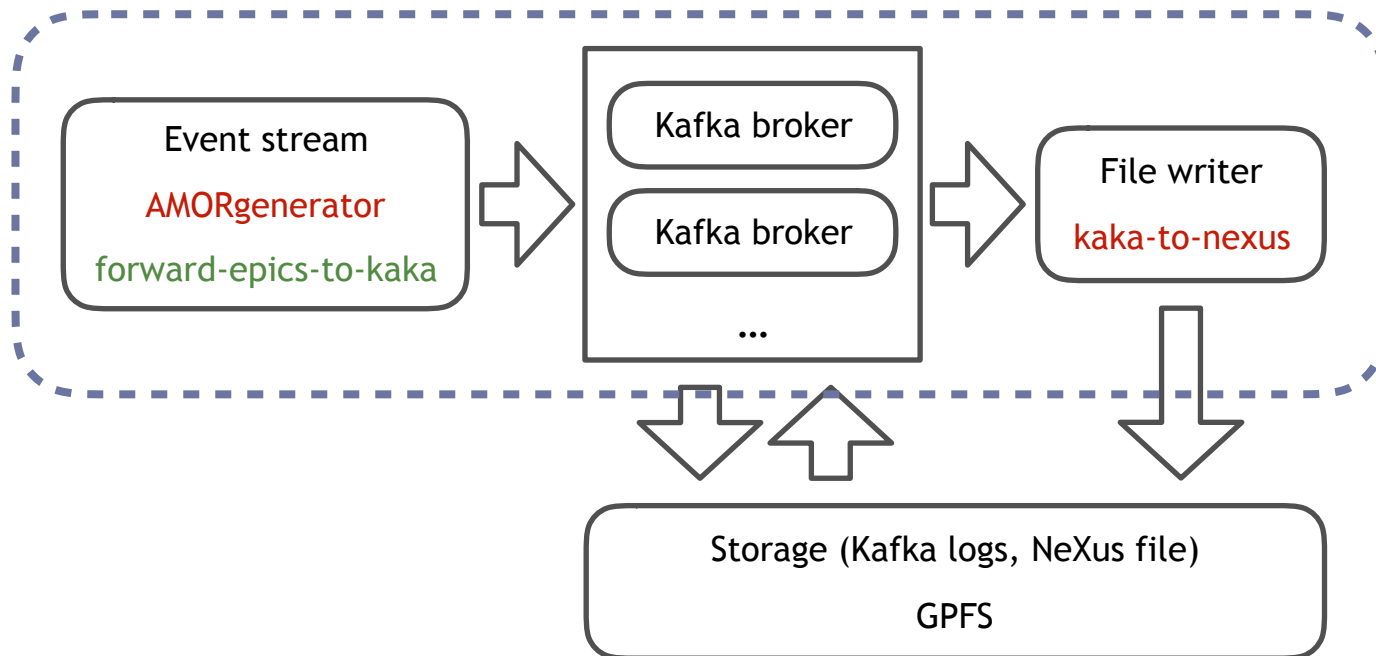 Event stream
AMORgenerator
forward-epics-to-kaka
Kafka broker
Kafka broker
...
File writer
kaka-to-nexus
Storage (Kafka logs, NeXus file)
GPFS